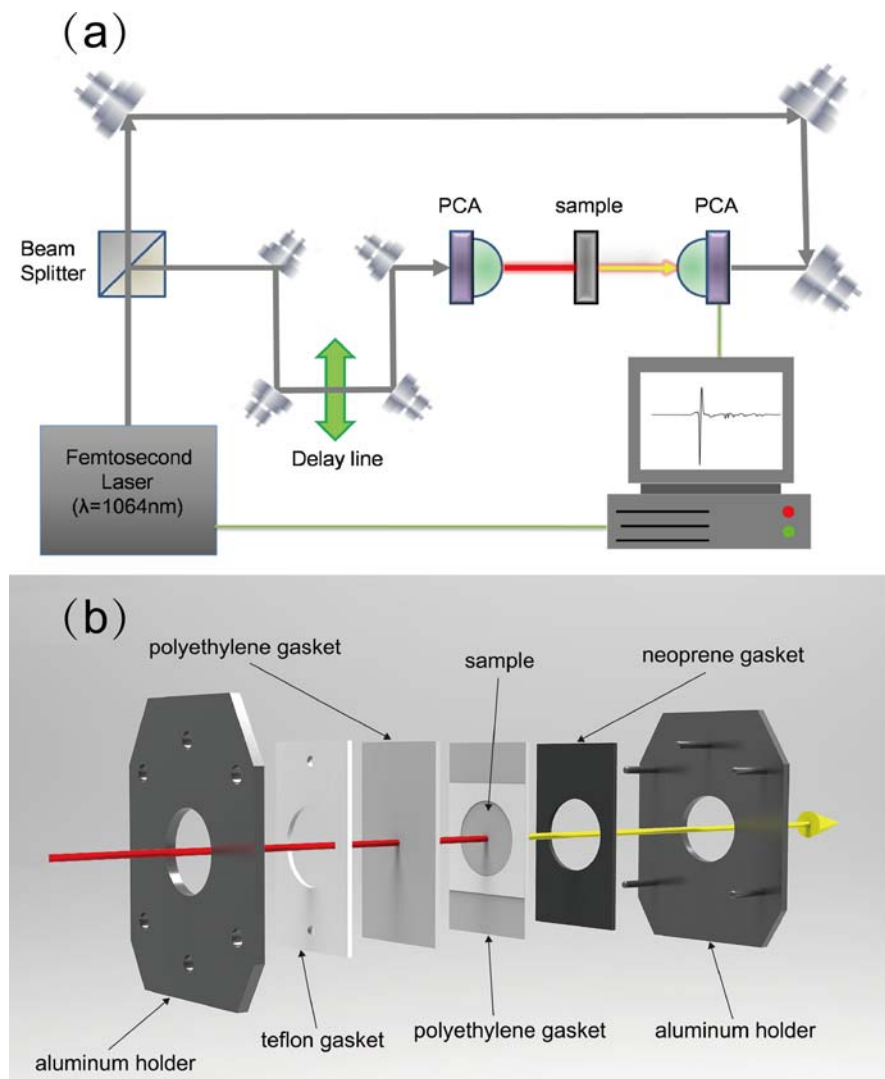 (a)
PCA
sample
PCA
Beam
Splitter
Delay line
Femtosecond
Laser
(λ=1064nm)
(b)
polyethylene gasket
sample
neoprene gasket
teflon gasket
polyethylene gasket
aluminum holder
aluminum holder